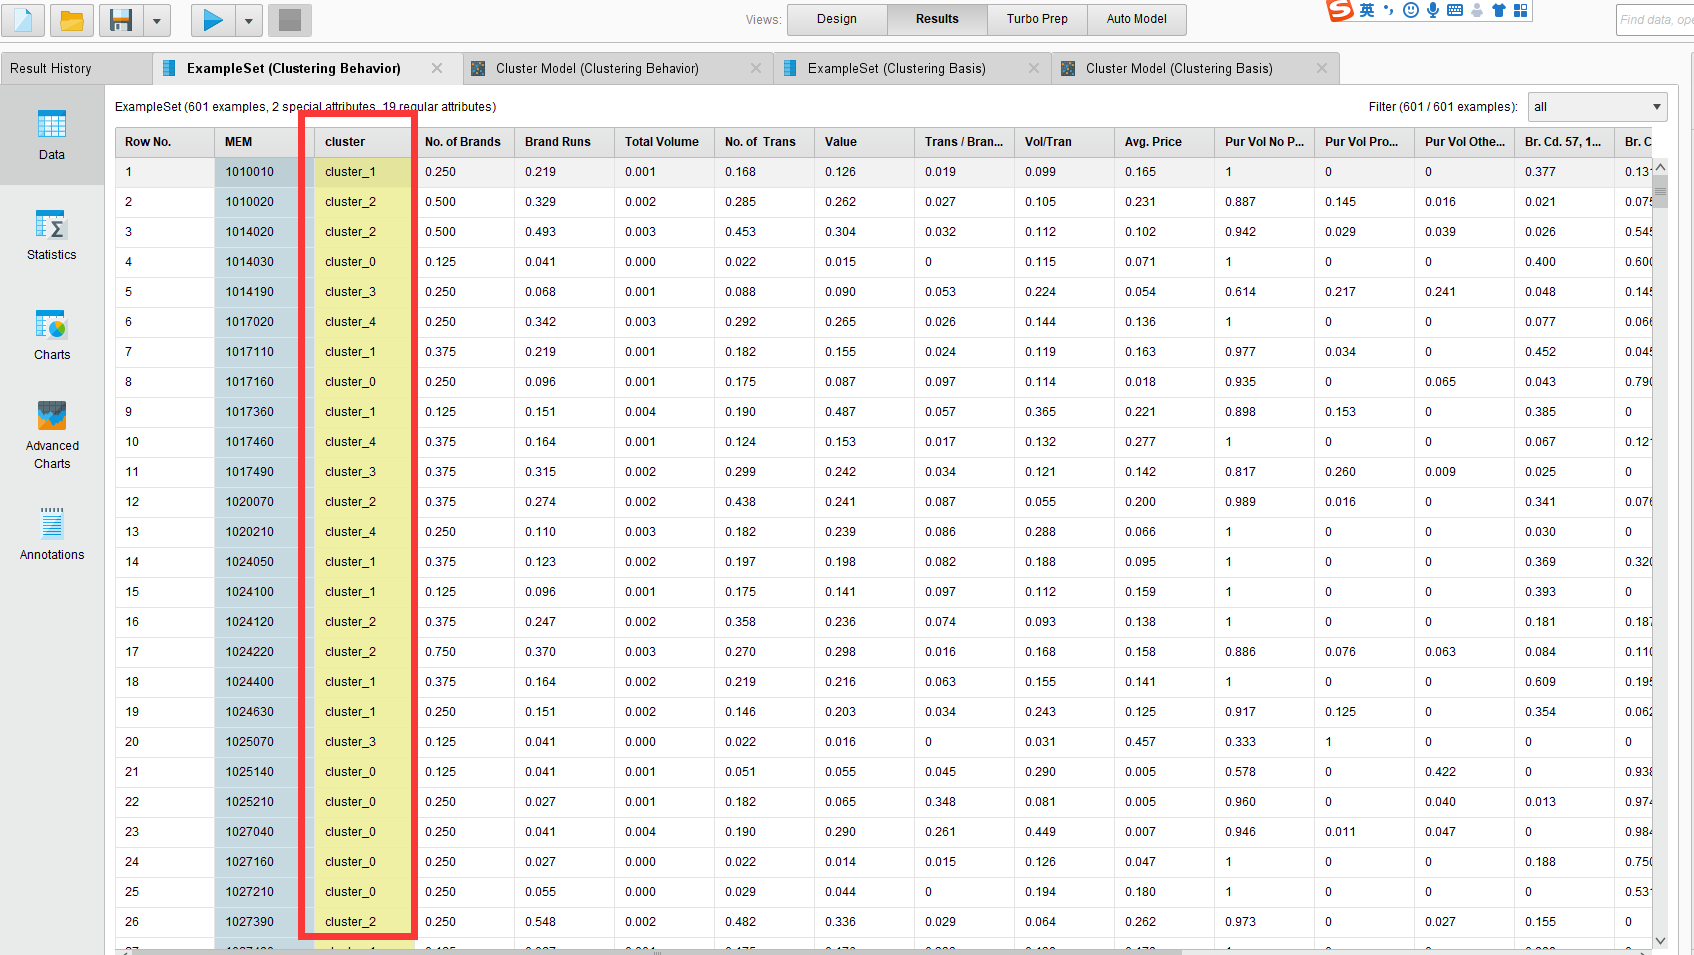 S 英
Views: Design Results Turbo Prep Auto Model Find data, ope
Result History ExampleSet (Clustering Behavior) Cluster Model (Clustering Behavior) ExampleSet (Clustering Basis) Cluster Model (Clustering Basis)
ExampleSet (601 examples, 2 special attributes, 19 regular attributes) Filter (601 / 601 examples): all
Data
Statistics
Charts
Advanced
Charts
Annotations
Row No. MEM cluster No. of Brands Brand Runs Total Volume No. of Trans Value Trans / Bran... Vol/Tran Avg. Price Pur Vol No P... Pur Vol Pro... Pur Vol Othe... Br. Cd. 57, 1... Br. C
1 1010010 cluster_1 0.250 0.219 0.001 0.168 0.126 0.019 0.099 0.165 1 0 0 0.377 0.131
2 1010020 cluster_2 0.500 0.329 0.002 0.285 0.262 0.027 0.105 0.231 0.887 0.145 0.016 0.021 0.075
3 1014020 cluster_2 0.500 0.493 0.003 0.453 0.304 0.032 0.112 0.102 0.942 0.029 0.039 0.026 0.545
4 1014030 cluster_0 0.125 0.041 0.000 0.022 0.015 0 0.115 0.071 1 0 0 0.400 0.600
5 1014190 cluster_3 0.250 0.068 0.001 0.088 0.090 0.053 0.224 0.054 0.614 0.217 0.241 0.048 0.145
6 1017020 cluster_4 0.250 0.342 0.003 0.292 0.265 0.026 0.144 0.136 1 0 0 0.077 0.066
7 1017110 cluster_1 0.375 0.219 0.001 0.182 0.155 0.024 0.119 0.163 0.977 0.034 0 0.452 0.045
8 1017160 cluster_0 0.250 0.096 0.001 0.175 0.087 0.097 0.114 0.018 0.935 0 0.065 0.043 0.790
9 1017360 cluster_1 0.125 0.151 0.004 0.190 0.487 0.057 0.365 0.221 0.898 0.153 0 0.385 0
10 1017460 cluster_4 0.375 0.164 0.001 0.124 0.153 0.017 0.132 0.277 1 0 0 0.067 0.121
11 1017490 cluster_3 0.375 0.315 0.002 0.299 0.242 0.034 0.121 0.142 0.817 0.260 0.009 0.025 0
12 1020070 cluster_2 0.375 0.274 0.002 0.438 0.241 0.087 0.055 0.200 0.989 0.016 0 0.341 0.076
13 1020210 cluster_4 0.250 0.110 0.003 0.182 0.239 0.086 0.288 0.066 1 0 0 0.030 0
14 1024050 cluster_1 0.375 0.123 0.002 0.197 0.198 0.082 0.188 0.095 1 0 0 0.369 0.320
15 1024100 cluster_1 0.125 0.096 0.001 0.175 0.141 0.097 0.112 0.159 1 0 0 0.393 0
16 1024120 cluster_2 0.375 0.247 0.002 0.358 0.236 0.074 0.093 0.138 1 0 0 0.181 0.187
17 1024220 cluster_2 0.750 0.370 0.003 0.270 0.298 0.016 0.168 0.158 0.886 0.076 0.063 0.084 0.110
18 1024400 cluster_1 0.375 0.164 0.002 0.219 0.216 0.063 0.155 0.141 1 0 0 0.609 0.195
19 1024630 cluster_1 0.250 0.151 0.002 0.146 0.203 0.034 0.243 0.125 0.917 0.125 0 0.354 0.062
20 1025070 cluster_3 0.125 0.041 0.000 0.022 0.016 0 0.031 0.457 0.333 1 0 0 0
21 1025140 cluster_0 0.125 0.041 0.001 0.051 0.055 0.045 0.290 0.005 0.578 0 0.422 0 0.938
22 1025210 cluster_0 0.250 0.027 0.001 0.182 0.065 0.348 0.081 0.005 0.960 0 0.040 0.013 0.974
23 1027040 cluster_0 0.250 0.041 0.004 0.190 0.290 0.261 0.449 0.007 0.946 0.011 0.047 0 0.984
24 1027160 cluster_0 0.250 0.027 0.000 0.022 0.014 0.015 0.126 0.047 1 0 0 0.188 0.750
25 1027210 cluster_0 0.250 0.055 0.000 0.029 0.044 0 0.194 0.180 1 0 0 0 0.531
26 1027390 cluster_2 0.250 0.548 0.002 0.482 0.336 0.029 0.064 0.262 0.973 0 0.027 0.155 0